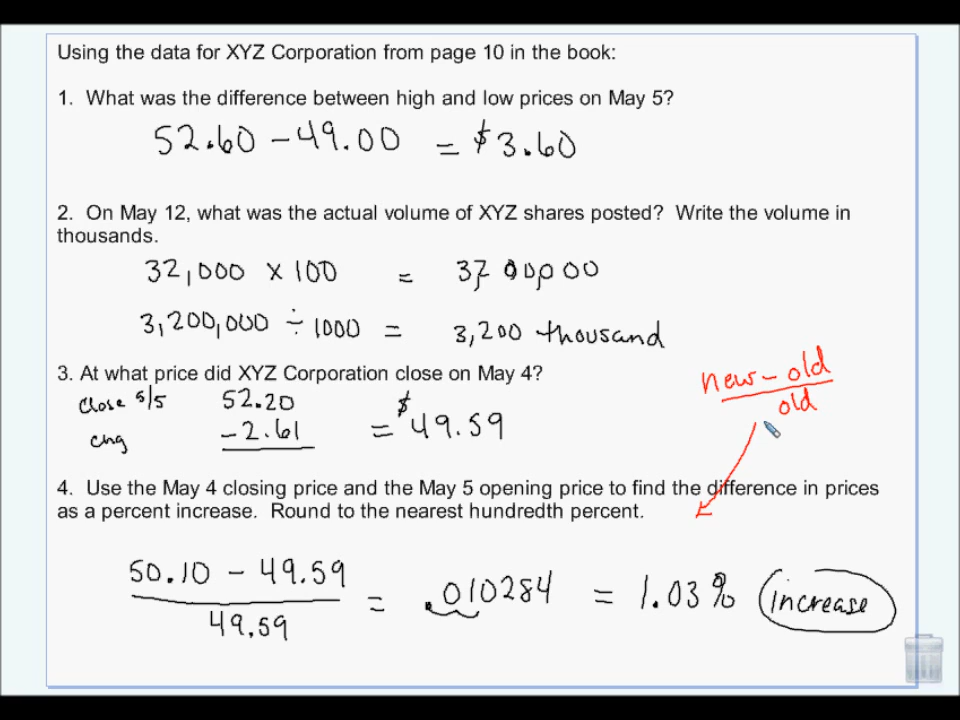 Using the data for XYZ Corporation from page 10 in the book:
1. What was the difference between high and low prices on May 5?
52.60 - 49.00 = $3.60
2. On May 12, what was the actual volume of XYZ shares posted? Write the volume in
thousands.
32,000 x 100 = 3,200,000
3,200,000 ÷ 1000 = 3,200 thousand
3. At what price did XYZ Corporation close on May 4?
new - old
old
close 5/5 52.20
chg - 2.61 = $49.59
4. Use the May 4 closing price and the May 5 opening price to find the difference in prices
as a percent increase. Round to the nearest hundredth percent.
50.10 - 49.59
49.59
= .010284 = 1.03% increase